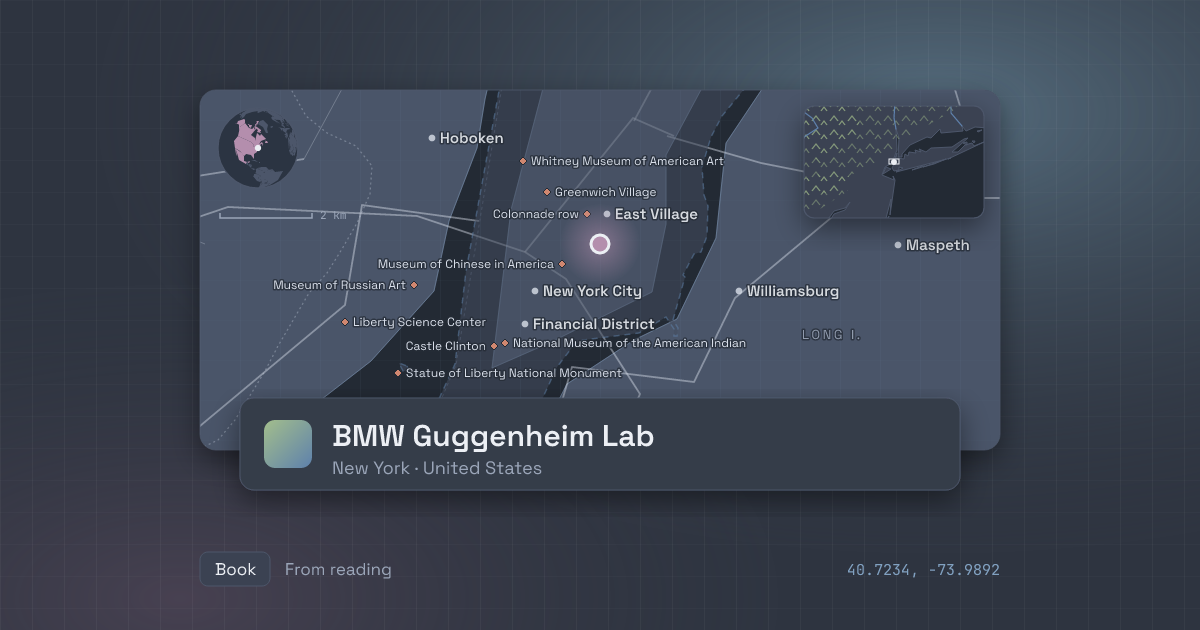 Hoboken
Whitney Museum of American Art
Greenwich Village
Colonnade row
East Village
2 km
Maspeth
Museum of Chinese in America
Museum of Russian Art
New York City
Williamsburg
Liberty Science Center
Financial District
LONG I.
Castle Clinton
National Museum of the American Indian
Statue of Liberty National Monument
BMW Guggenheim Lab
New York · United States
Book
From reading
40.7234, -73.9892